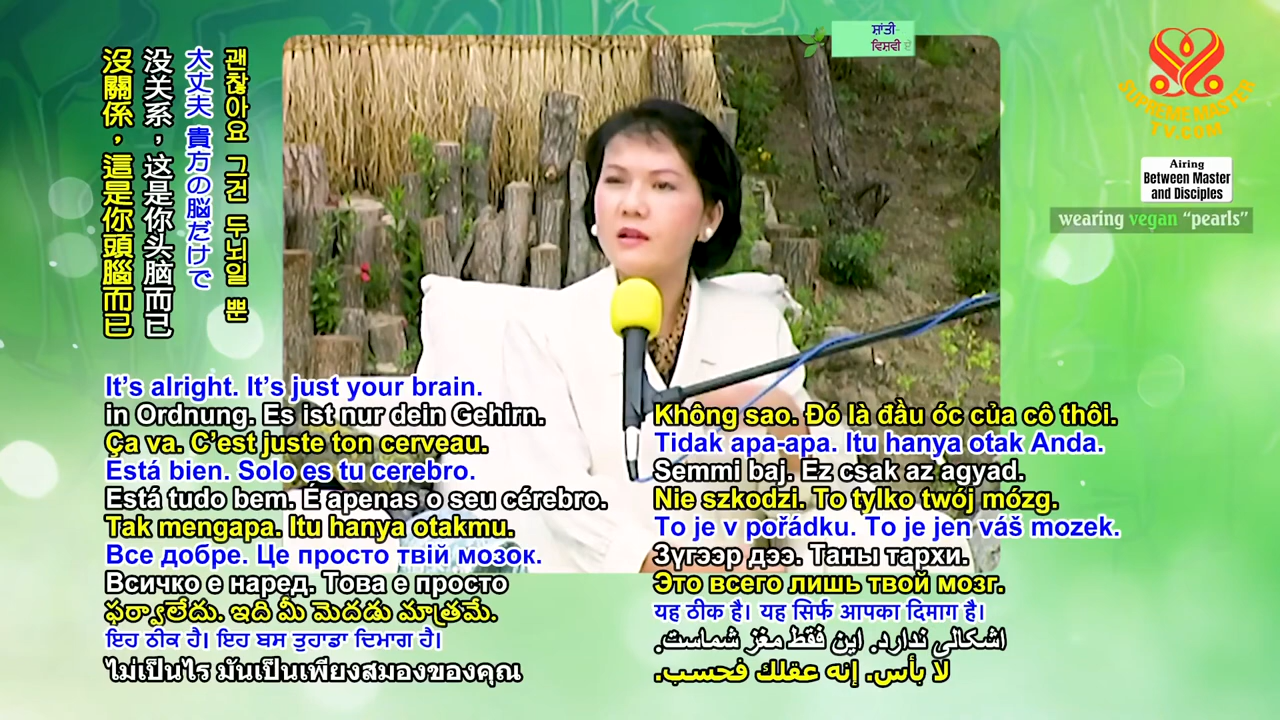 沒關係，這是你頭腦而已
没关系，这是你头脑而已
大丈夫 貴方の脳だけで
괜찮아요 그건 두뇌일 뿐
ਸ਼ਾਂਤੀ-
ਵਿਸ਼ਵੀ ਏ
SUPREME MASTER
TV.COM
Airing
Between Master
and Disciples
wearing vegan “pearls”
It’s alright. It’s just your brain.
in Ordnung. Es ist nur dein Gehirn.
Ça va. C’est juste ton cerveau.
Está bien. Solo es tu cerebro.
Está tudo bem. É apenas o seu cérebro.
Tak mengapa. Itu hanya otakmu.
Все добре. Це просто твій мозок.
Всичко е наред. Това е просто
ఫర్వాలేదు. ఇది మీ మెదడు మాత్రమే.
ਇਹ ਠੀਕ ਹੈ। ਇਹ ਬਸ ਤੁਹਾਡਾ ਦਿਮਾਗ ਹੈ।
ไม่เป็นไร มันเป็นเพียงสมองของคุณ
Không sao. Đó là đầu óc của cô thôi.
Tidak apa-apa. Itu hanya otak Anda.
Semmi baj. Ez csak az agyad.
Nie szkodzi. To tylko twój mózg.
To je v pořádku. To je jen váš mozek.
Зүгээр дээ. Таны тархи.
Это всего лишь твой мозг.
यह ठीक है। यह सिर्फ आपका दिमाग है।
اشکالی ندارد. این فقط مغز شماست.
لا بأس. إنه عقلك فحسب.